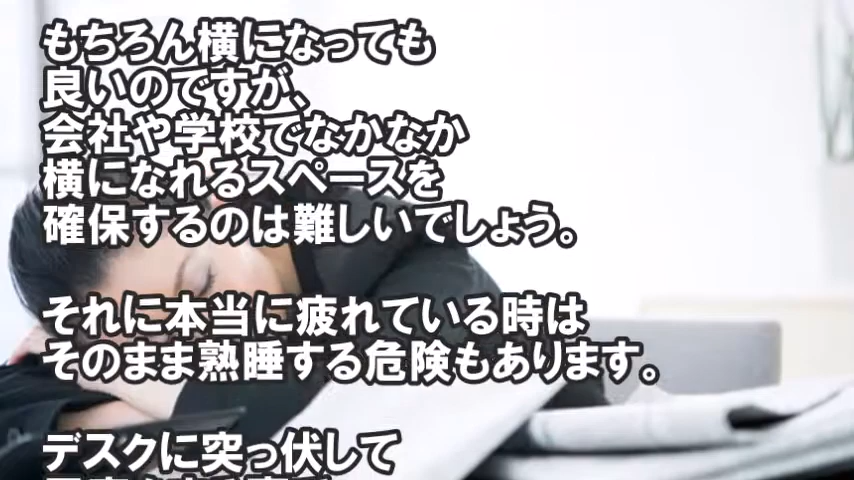 もちろん横になっても
良いのですが、
会社や学校でなかなか
横になれるスペースを
確保するのは難しいでしょう。
それに本当に疲れている時は
そのまま熟睡する危険もあります。
デスクに突っ伏して